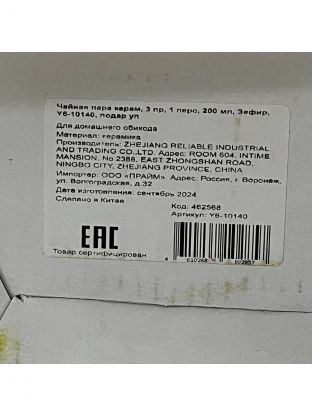 Чайная пара керам, 3 пр, 1 перс, 200 мл, Зефир,
Y6-10140, подар уп
Для домашнего обихода
Материал: керамика
Производитель: ZHEJIANG RELIABLE INDUSTRIAL
AND TRADING CO.,LTD. Адрес: ROOM 604, INTIME
MANSION, No 2386, EAST ZHONGSHAN ROAD,
NINGBO CITY, ZHEJIANG PROVINCE, CHINA
Импортер: ООО «ПРАЙМ». Адрес: Россия, г. Воронеж,
ул. Волгоградская, д.32
Дата изготовления: сентябрь 2024
Сделано в Китае
Код: 462568
Артикул: Y6-10140
EAC
Товар сертифицирован